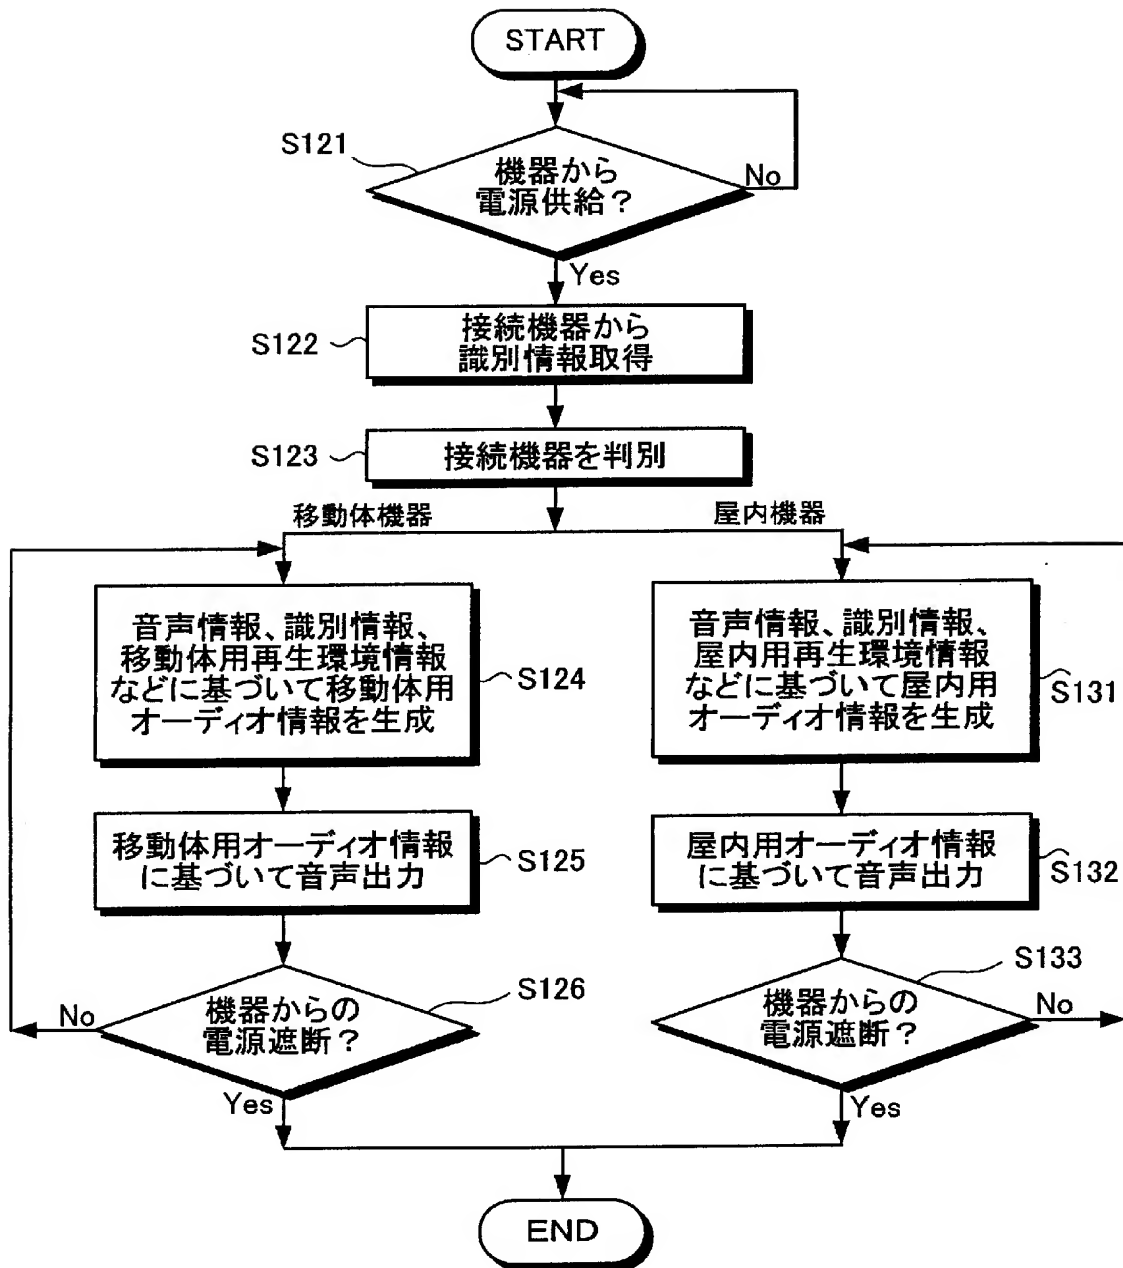 START
S121
機器から
電源供給?
No
Yes
S122
接続機器から
識別情報取得
S123
接続機器を判別
移動体機器
屋内機器
音声情報、識別情報、
移動体用再生環境情報
などに基づいて移動体用
オーディオ情報を生成
S124
音声情報、識別情報、
屋内用再生環境情報
などに基づいて屋内用
オーディオ情報を生成
S131
移動体用オーディオ情報
に基づいて音声出力
S125
屋内用オーディオ情報
に基づいて音声出力
S132
機器からの
電源遮断?
S126
No
Yes
機器からの
電源遮断?
S133
No
Yes
END